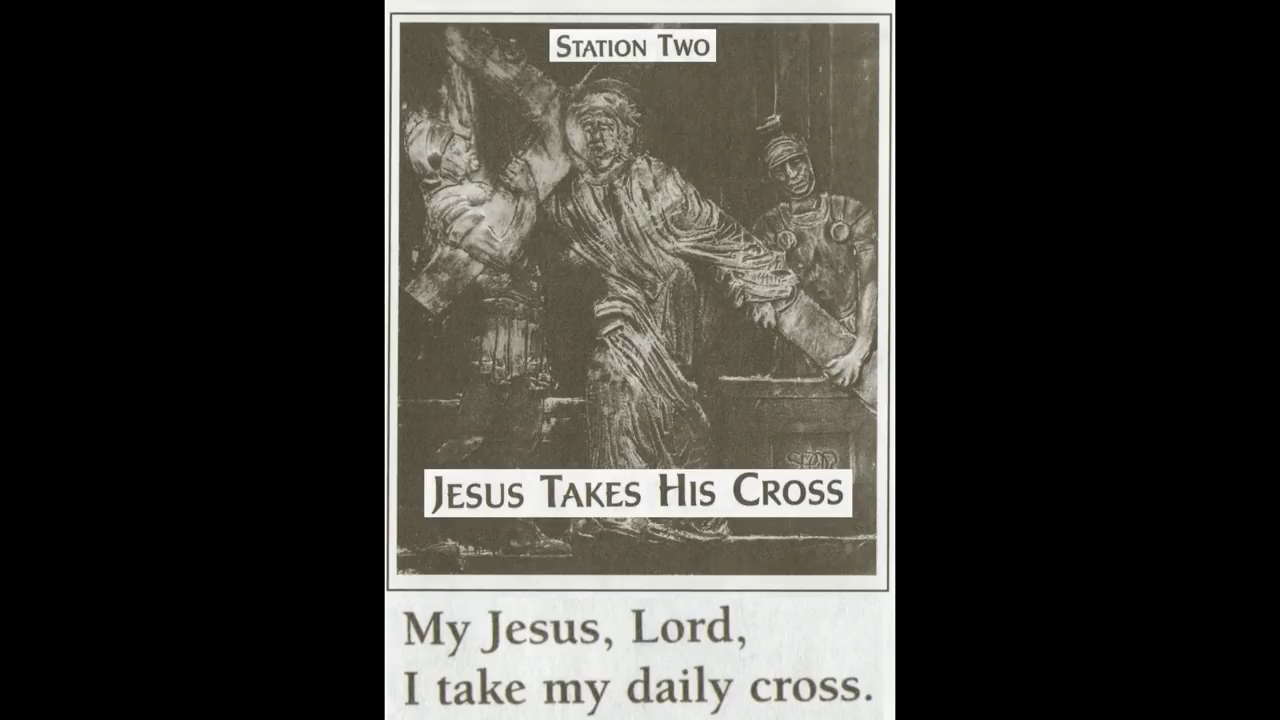 STATION TWO
JESUS TAKES HIS CROSS
My Jesus, Lord,
I take my daily cross.